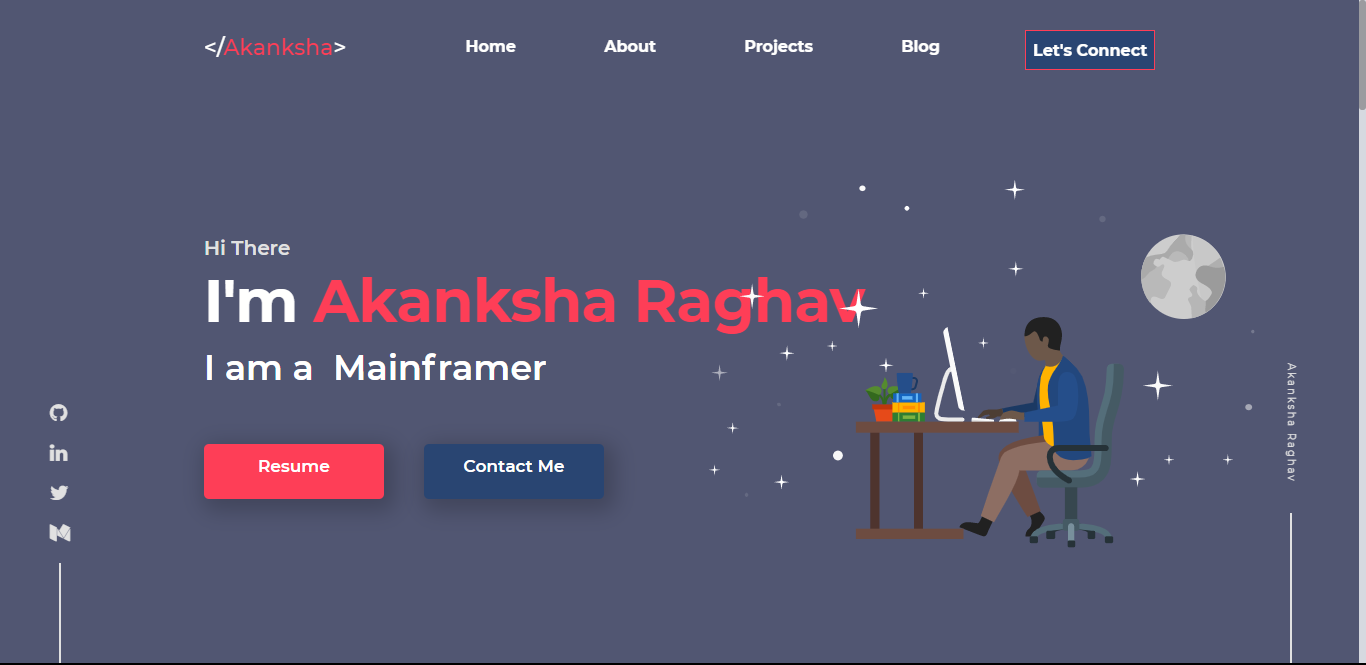 </Akanksha>
Home
About
Projects
Blog
Let's Connect
Hi There
I'm Akanksha Raghav
I am a  Mainframer
Resume
Contact Me
Akanksha Raghav